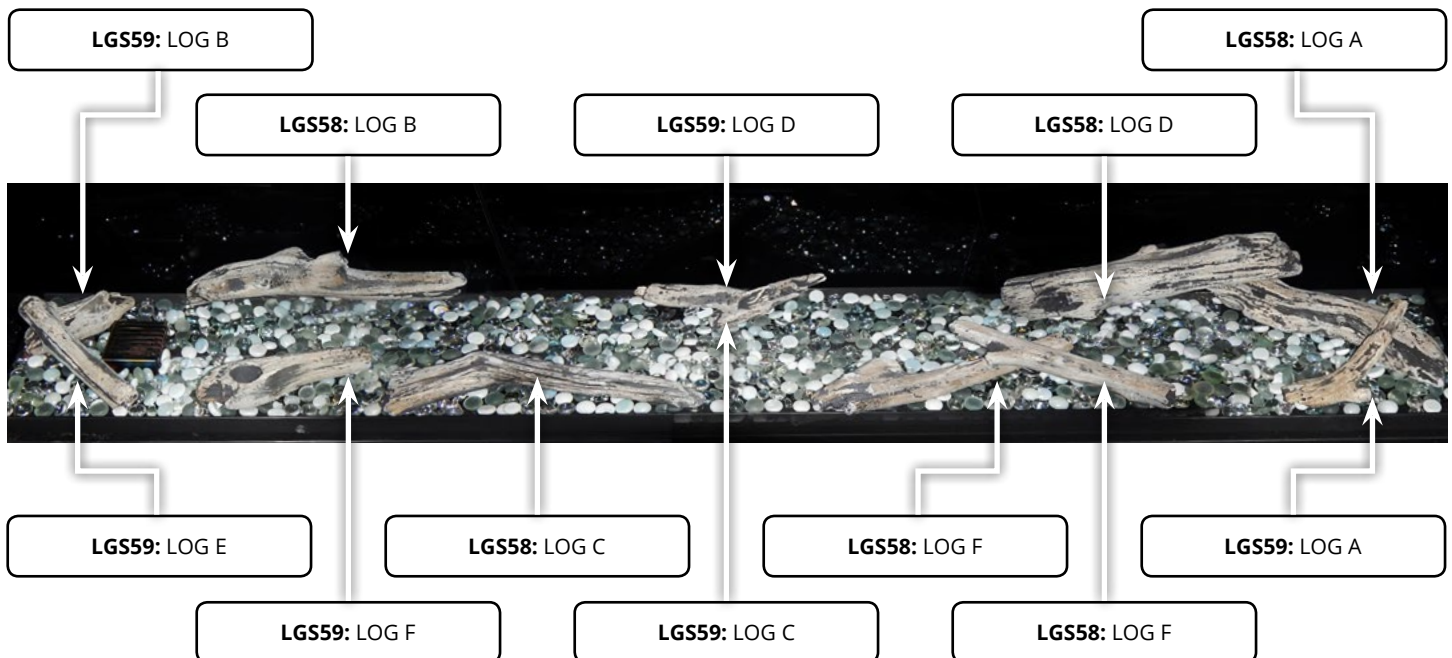 LGS59: LOG B
LGS58: LOG A
LGS58: LOG B
LGS59: LOG D
LGS58: LOG D
LGS59: LOG E
LGS58: LOG C
LGS58: LOG F
LGS59: LOG A
LGS59: LOG F
LGS59: LOG C
LGS58: LOG F